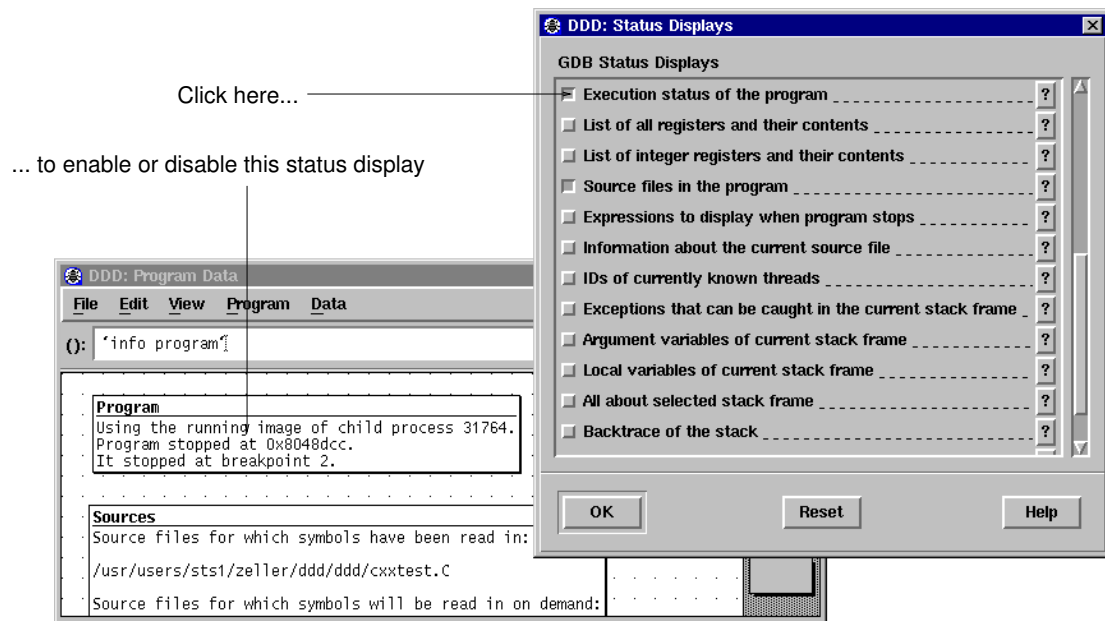 DDD: Status Displays
GDB Status Displays
Click here...
Execution status of the program ?
List of all registers and their contents ?
... to enable or disable this status display
List of integer registers and their contents ?
Source files in the program ?
Expressions to display when program stops ?
Information about the current source file ?
IDs of currently known threads ?
Exceptions that can be caught in the current stack frame ?
Argument variables of current stack frame ?
Local variables of current stack frame ?
All about selected stack frame ?
Backtrace of the stack ?
OK Reset Help
DDD: Program Data
File Edit View Program Data
(): ‘info program‘
Program
Using the running image of child process 31764.
Program stopped at 0x8048dcc.
It stopped at breakpoint 2.
Sources
Source files for which symbols have been read in:
/usr/users/sts1/zeller/ddd/ddd/cxxtest.C
Source files for which symbols will be read in on demand: